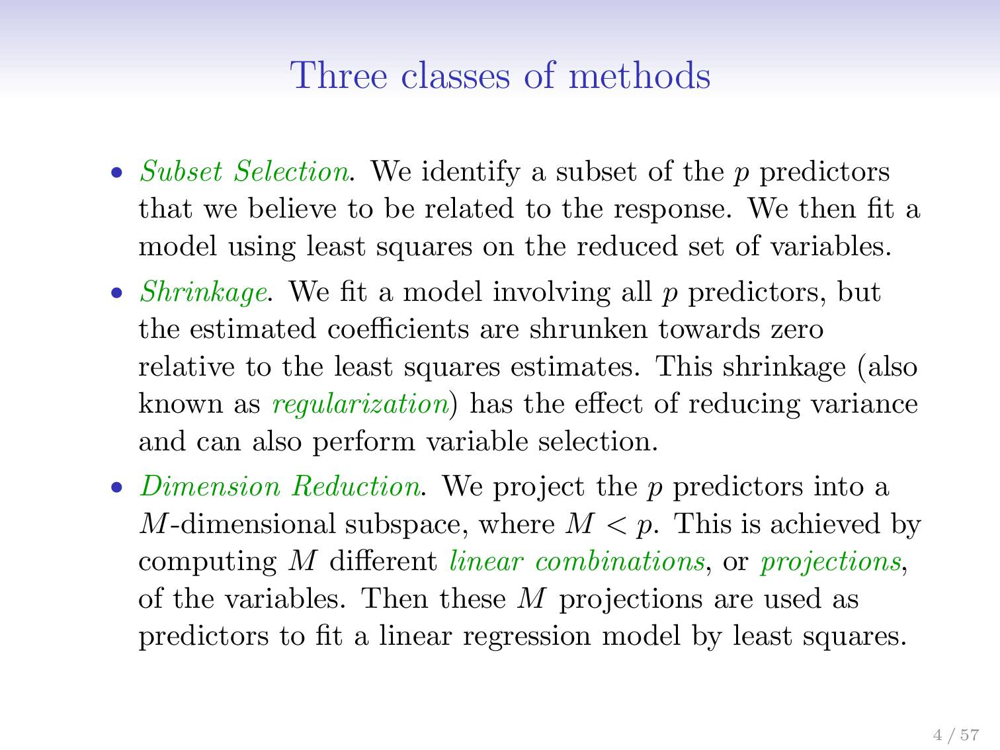 Three classes of methods
• Subset Selection. We identify a subset of the p predictors
that we believe to be related to the response. We then fit a
model using least squares on the reduced set of variables.
• Shrinkage. We fit a model involving all p predictors, but
the estimated coefficients are shrunken towards zero
relative to the least squares estimates. This shrinkage (also
known as regularization) has the effect of reducing variance
and can also perform variable selection.
• Dimension Reduction. We project the p predictors into a
M-dimensional subspace, where M < p. This is achieved by
computing M different linear combinations, or projections,
of the variables. Then these M projections are used as
predictors to fit a linear regression model by least squares.
4 / 57